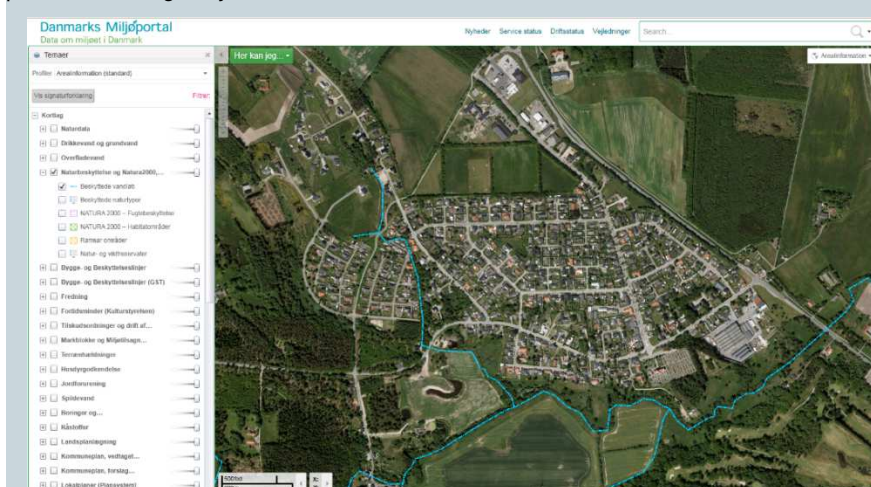 Danmarks Miljøportal
Data om miljøet i Danmark
Nyheder Service status Driftsstatus Vejledninger Search...
Temaer
Her kan jeg...
Arealinformation
Profiler Arealinformation (standard)
Vis signaturforklaring Filtrer:
Kortlag
Naturdata
Drikkevand og grundvand
Overfladevand
Naturbeskyttelse og Natura2000,...
Beskyttede vandløb
Beskyttede naturtyper
NATURA 2000 – Fuglebeskyttelse
NATURA 2000 – Habitatområder
Ramsar områder
Natur- og vildtreservater
Bygge- og Beskyttelseslinjer
Bygge- og Beskyttelseslinjer (GST)
Fredning
Fortidsminder (Kulturstyrelsen)
Tilskudsordninger og drift af...
Markblokke og Miljøtilsagn...
Terrænhældninger
Husdyrgodkendelse
Jordforurening
Spildevand
Boringer og...
Råstoffer
Landsplanlægning
Kommuneplan, vedtaget...
Kommuneplan, forslag...
Lokalplaner (Plansystem)